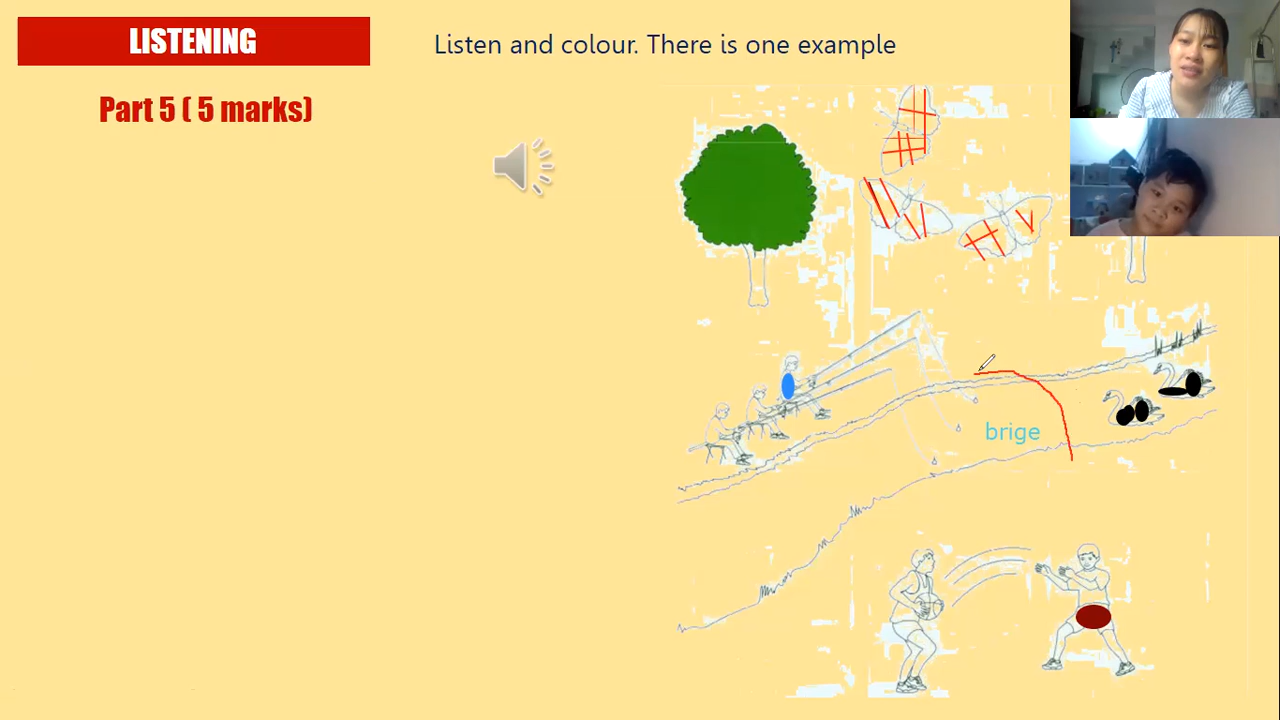 LISTENING
Listen and colour. There is one example
Part 5 ( 5 marks)
brige